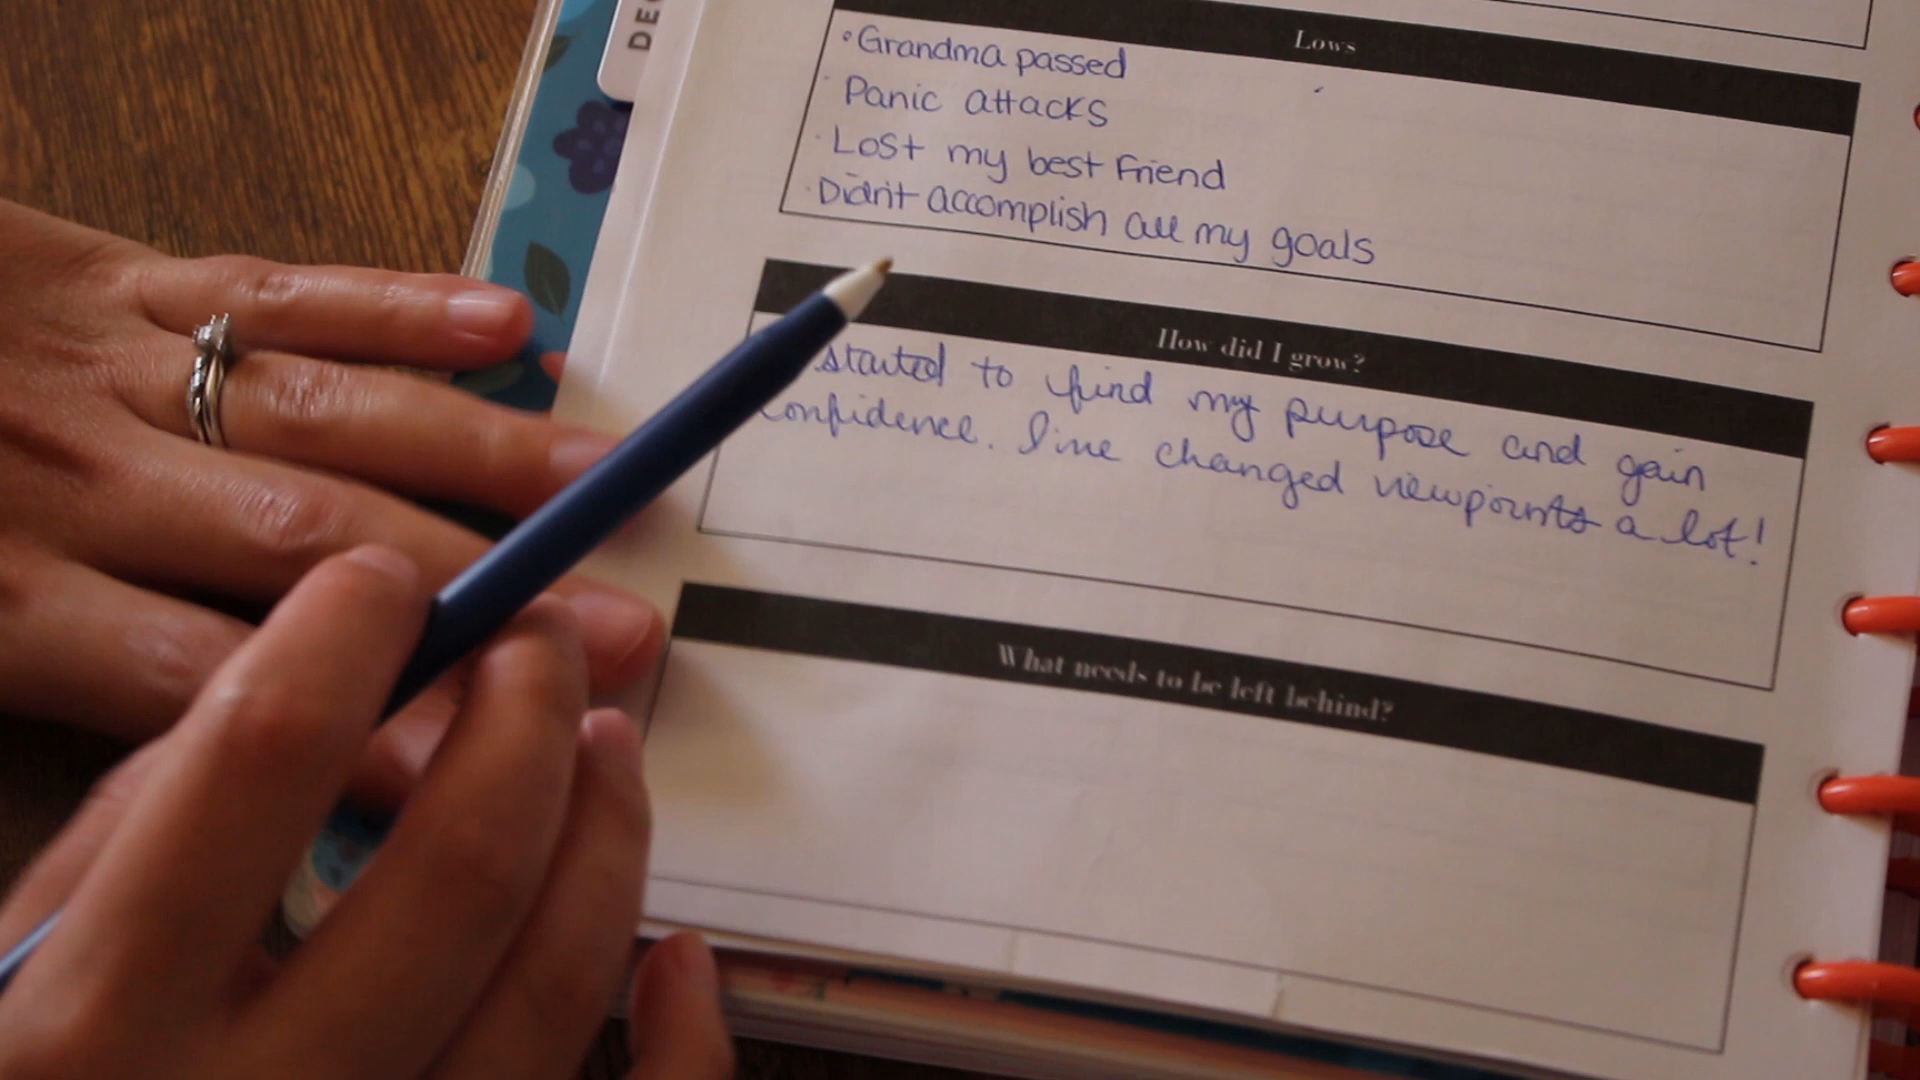 DEC
Lows
Grandma passed
Panic attacks
Lost my best friend
Didn't accomplish all my goals
How did I grow?
started to find my purpose and gain
confidence. I've changed viewpoints a lot!
What needs to be left behind?